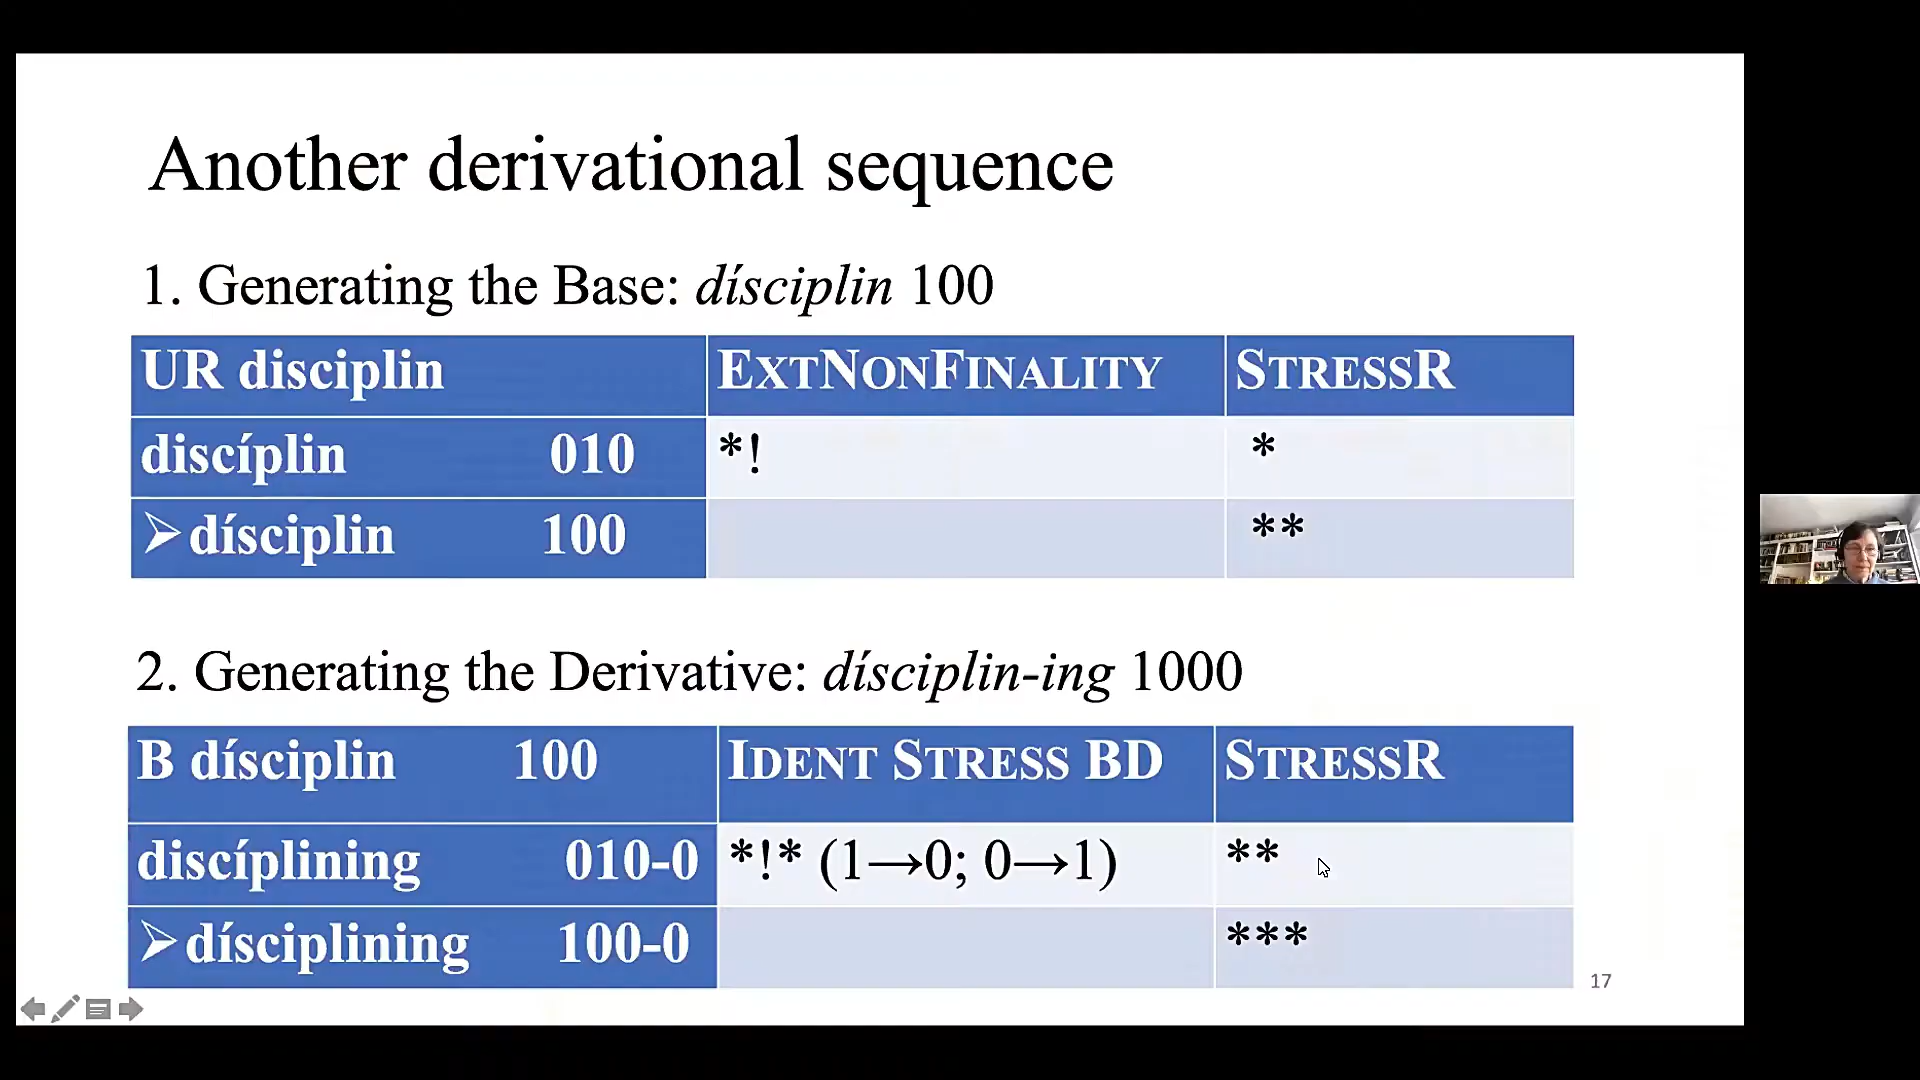 Another derivational sequence
1. Generating the Base: dísciplin 100
UR disciplin EXTNONFINALITY STRESSR
discíplin 010 *! *
➢dísciplin 100 **
2. Generating the Derivative: dísciplin-ing 1000
B dísciplin 100 IDENT STRESS BD STRESSR
discíplining 010-0 *!* (1→0; 0→1) **
➢dísciplining 100-0 ***
17